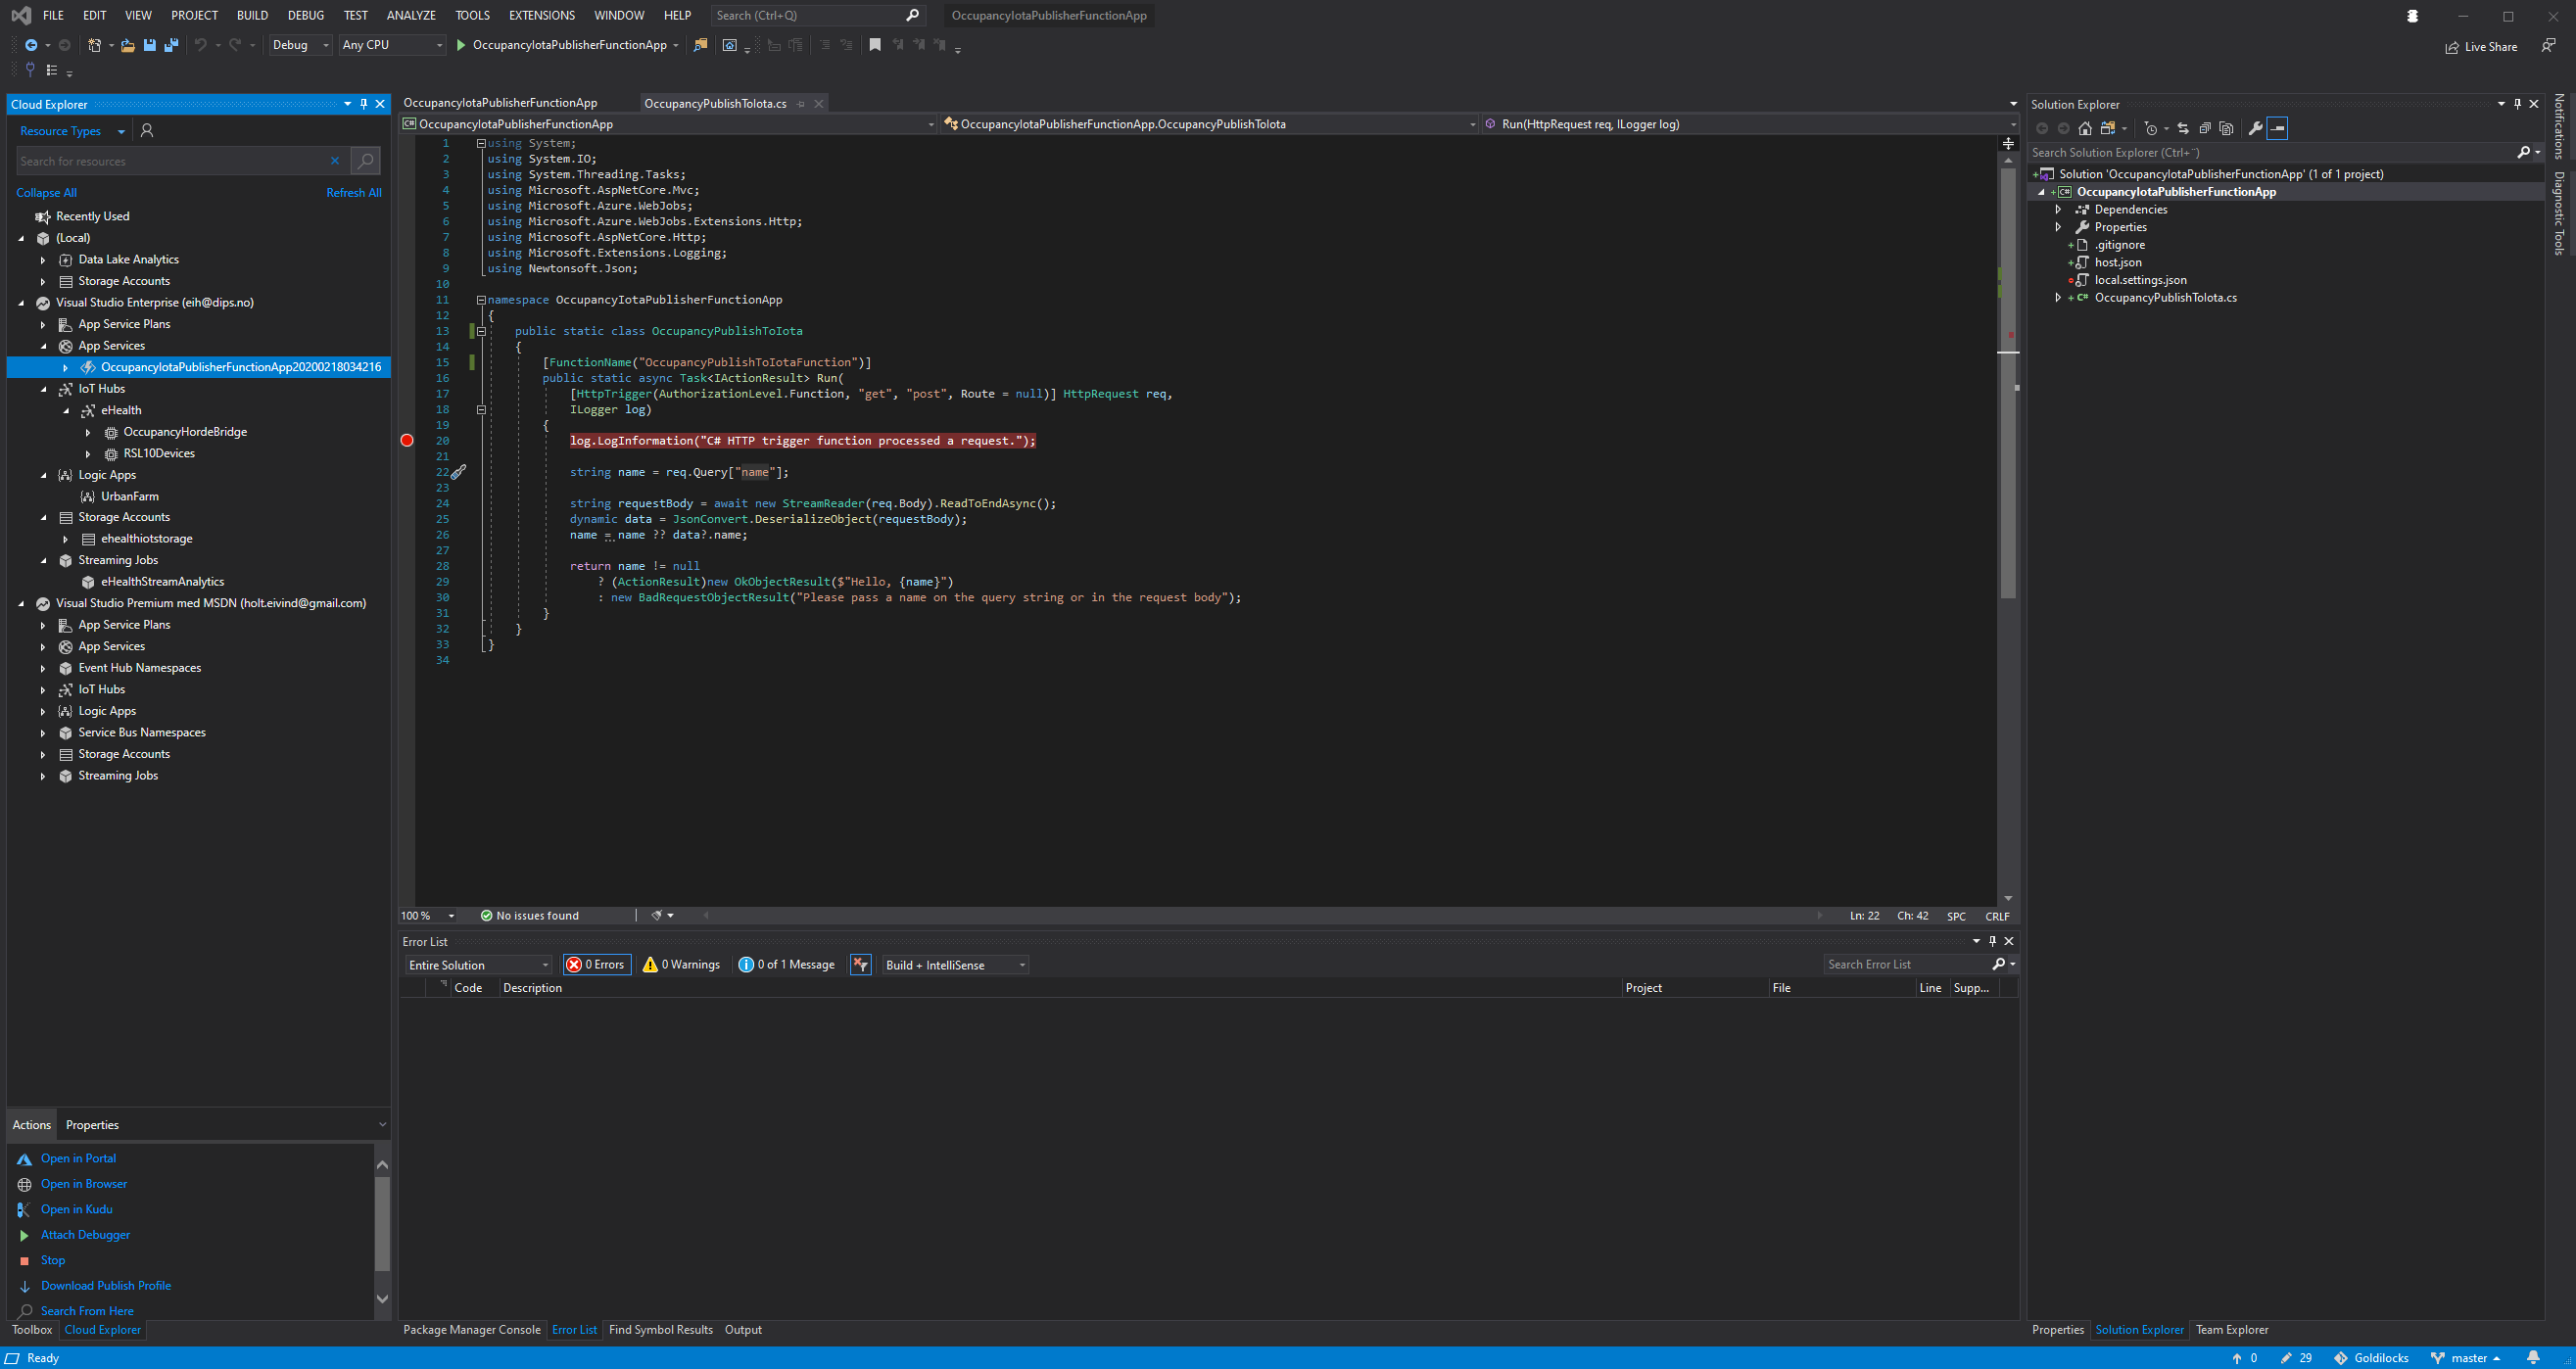 FILE EDIT VIEW PROJECT BUILD DEBUG TEST ANALYZE TOOLS EXTENSIONS WINDOW HELP Search (Ctrl+Q) OccupancyIotaPublisherFunctionApp
Debug Any CPU OccupancyIotaPublisherFunctionApp Live Share
Cloud Explorer
Resource Types
Search for resources
Collapse All Refresh All
Recently Used
(Local)
Data Lake Analytics
Storage Accounts
Visual Studio Enterprise (eih@dips.no)
App Service Plans
App Services
OccupancyIotaPublisherFunctionApp20200218034216
IoT Hubs
eHealth
OccupancyHordeBridge
RSL10Devices
Logic Apps
UrbanFarm
Storage Accounts
ehealthiotstorage
Streaming Jobs
eHealthStreamAnalytics
Visual Studio Premium med MSDN (holt.eivind@gmail.com)
App Service Plans
App Services
Event Hub Namespaces
IoT Hubs
Logic Apps
Service Bus Namespaces
Storage Accounts
Streaming Jobs
Actions Properties
Open in Portal
Open in Browser
Open in Kudu
Attach Debugger
Stop
Download Publish Profile
Search From Here
Toolbox Cloud Explorer
OccupancyIotaPublisherFunctionApp OccupancyPublishToIota.cs
OccupancyIotaPublisherFunctionApp OccupancyIotaPublisherFunctionApp.OccupancyPublishToIota Run(HttpRequest req, ILogger log)
1 using System;
2 using System.IO;
3 using System.Threading.Tasks;
4 using Microsoft.AspNetCore.Mvc;
5 using Microsoft.Azure.WebJobs;
6 using Microsoft.Azure.WebJobs.Extensions.Http;
7 using Microsoft.AspNetCore.Http;
8 using Microsoft.Extensions.Logging;
9 using Newtonsoft.Json;
10
11 namespace OccupancyIotaPublisherFunctionApp
12 {
13 public static class OccupancyPublishToIota
14 {
15 [FunctionName("OccupancyPublishToIotaFunction")]
16 public static async Task<IActionResult> Run(
17 [HttpTrigger(AuthorizationLevel.Function, "get", "post", Route = null)] HttpRequest req,
18 ILogger log)
19 {
20 log.LogInformation("C# HTTP trigger function processed a request.");
21
22 string name = req.Query["name"];
23
24 string requestBody = await new StreamReader(req.Body).ReadToEndAsync();
25 dynamic data = JsonConvert.DeserializeObject(requestBody);
26 name = name ?? data?.name;
27
28 return name != null
29 ? (ActionResult)new OkObjectResult($"Hello, {name}")
30 : new BadRequestObjectResult("Please pass a name on the query string or in the request body");
31 }
32 }
33 }
34
100 % No issues found Ln: 22 Ch: 42 SPC CRLF
Error List
Entire Solution 0 Errors 0 Warnings 0 of 1 Message Build + IntelliSense Search Error List
Code Description Project File Line Supp...
Package Manager Console Error List Find Symbol Results Output
Solution Explorer
Search Solution Explorer (Ctrl+¨)
Solution 'OccupancyIotaPublisherFunctionApp' (1 of 1 project)
OccupancyIotaPublisherFunctionApp
Dependencies
Properties
.gitignore
host.json
local.settings.json
OccupancyPublishToIota.cs
Properties Solution Explorer Team Explorer
Notifications
Diagnostic Tools
Ready 0 29 Goldilocks master